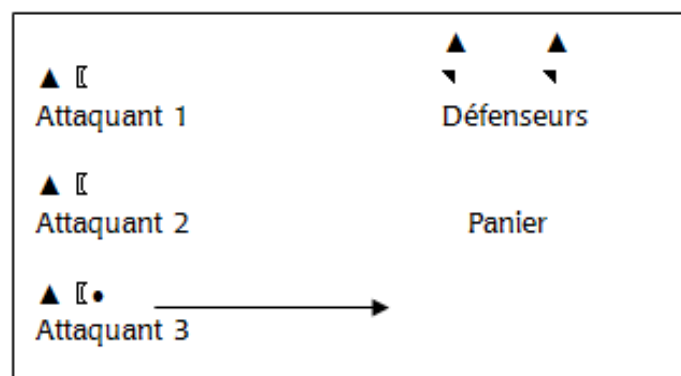 Attaquant 1
Défenseurs
Attaquant 2
Panier
Attaquant 3